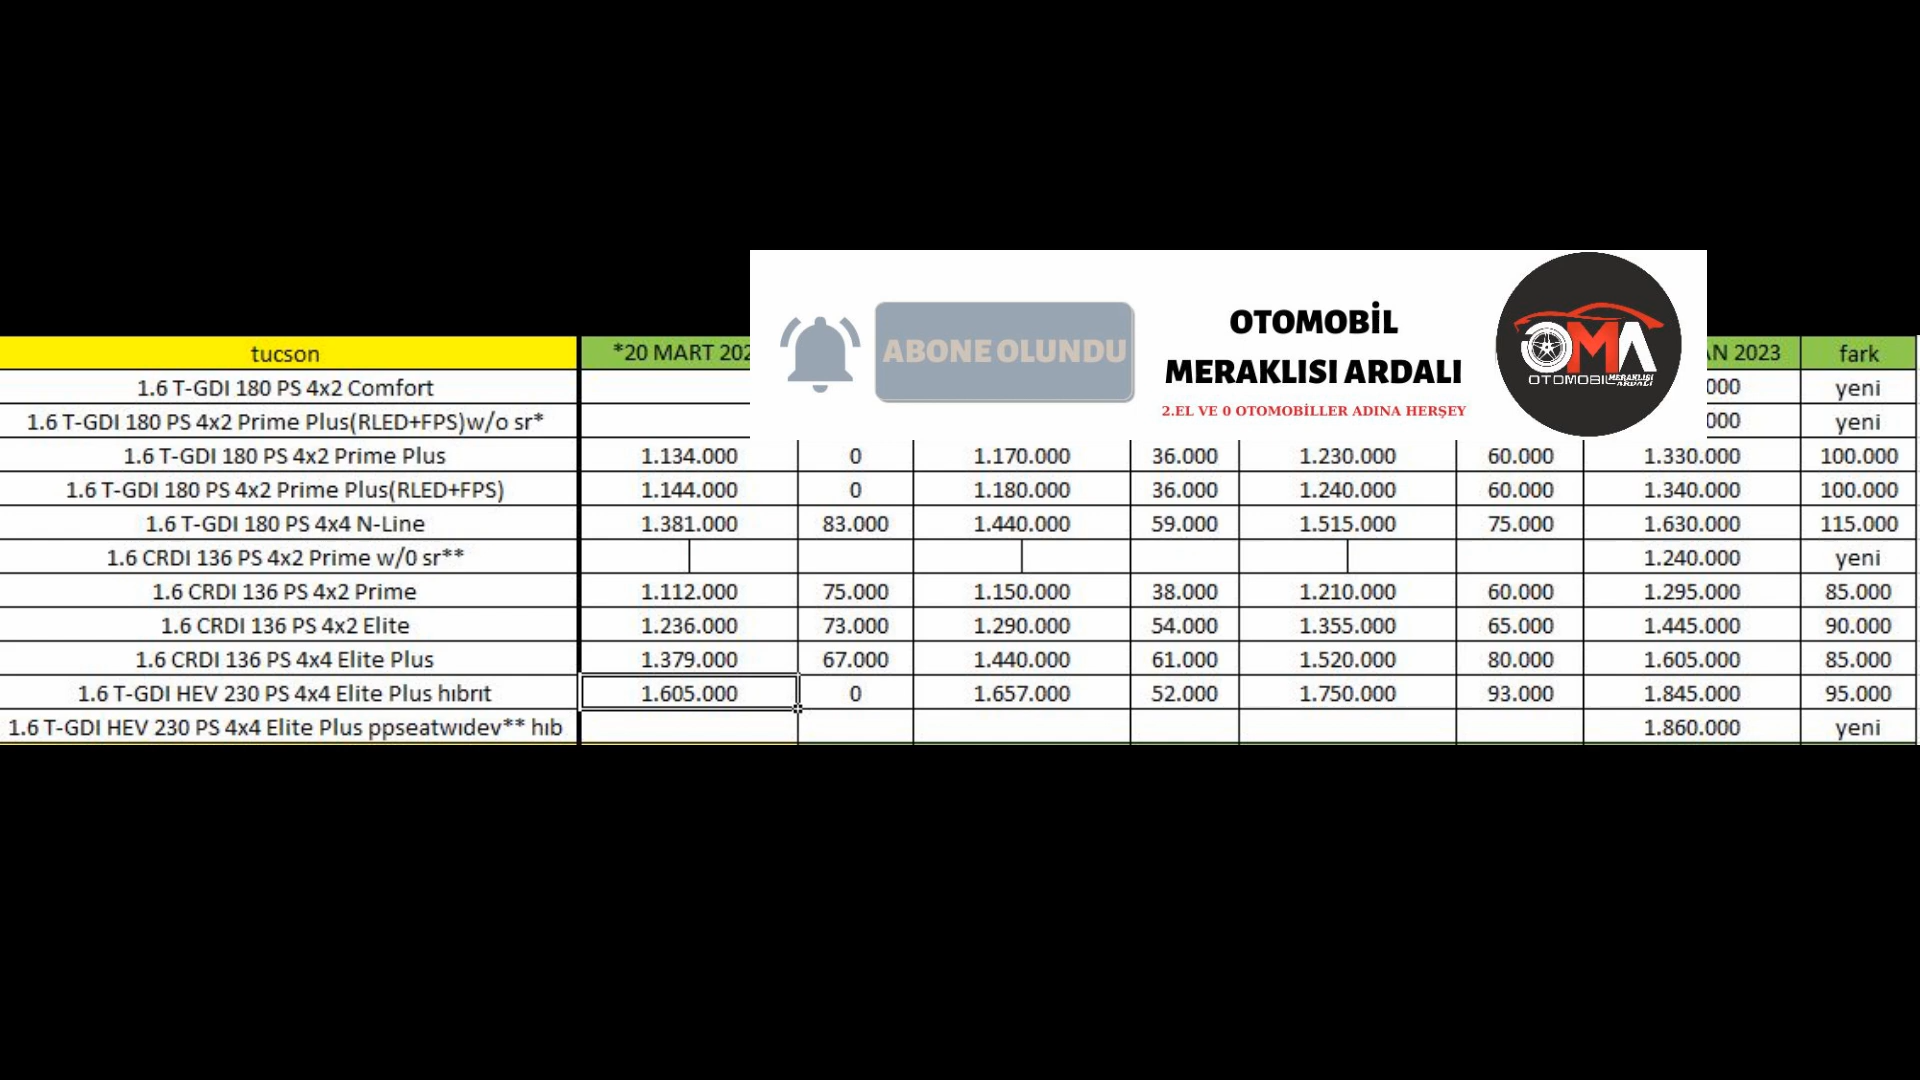 ABONE OLUNDU
OTOMOBİL
MERAKLISI ARDALI
2.EL VE 0 OTOMOBİLLER ADINA HERŞEY
OMA
OTOMOBİL MERAKLISI ARDALI
tucson *20 MART 202 AN 2023 fark
1.6 T-GDI 180 PS 4x2 Comfort 000 yeni
1.6 T-GDI 180 PS 4x2 Prime Plus(RLED+FPS)w/o sr* 000 yeni
1.6 T-GDI 180 PS 4x2 Prime Plus 1.134.000 0 1.170.000 36.000 1.230.000 60.000 1.330.000 100.000
1.6 T-GDI 180 PS 4x2 Prime Plus(RLED+FPS) 1.144.000 0 1.180.000 36.000 1.240.000 60.000 1.340.000 100.000
1.6 T-GDI 180 PS 4x4 N-Line 1.381.000 83.000 1.440.000 59.000 1.515.000 75.000 1.630.000 115.000
1.6 CRDI 136 PS 4x2 Prime w/0 sr** 1.240.000 yeni
1.6 CRDI 136 PS 4x2 Prime 1.112.000 75.000 1.150.000 38.000 1.210.000 60.000 1.295.000 85.000
1.6 CRDI 136 PS 4x2 Elite 1.236.000 73.000 1.290.000 54.000 1.355.000 65.000 1.445.000 90.000
1.6 CRDI 136 PS 4x4 Elite Plus 1.379.000 67.000 1.440.000 61.000 1.520.000 80.000 1.605.000 85.000
1.6 T-GDI HEV 230 PS 4x4 Elite Plus hıbrıt 1.605.000 0 1.657.000 52.000 1.750.000 93.000 1.845.000 95.000
1.6 T-GDI HEV 230 PS 4x4 Elite Plus ppseatwıdev** hıb 1.860.000 yeni